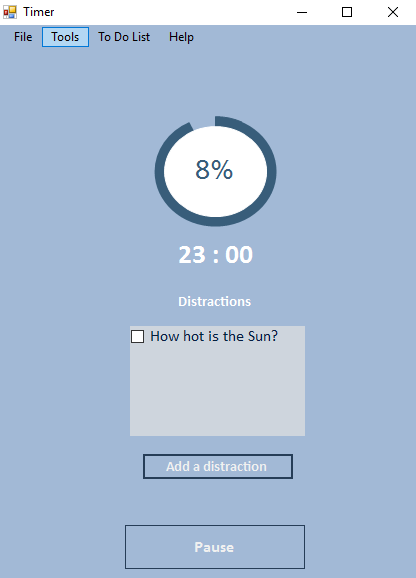 Timer
File Tools To Do List Help
8%
23 : 00
Distractions
How hot is the Sun?
Add a distraction
Pause